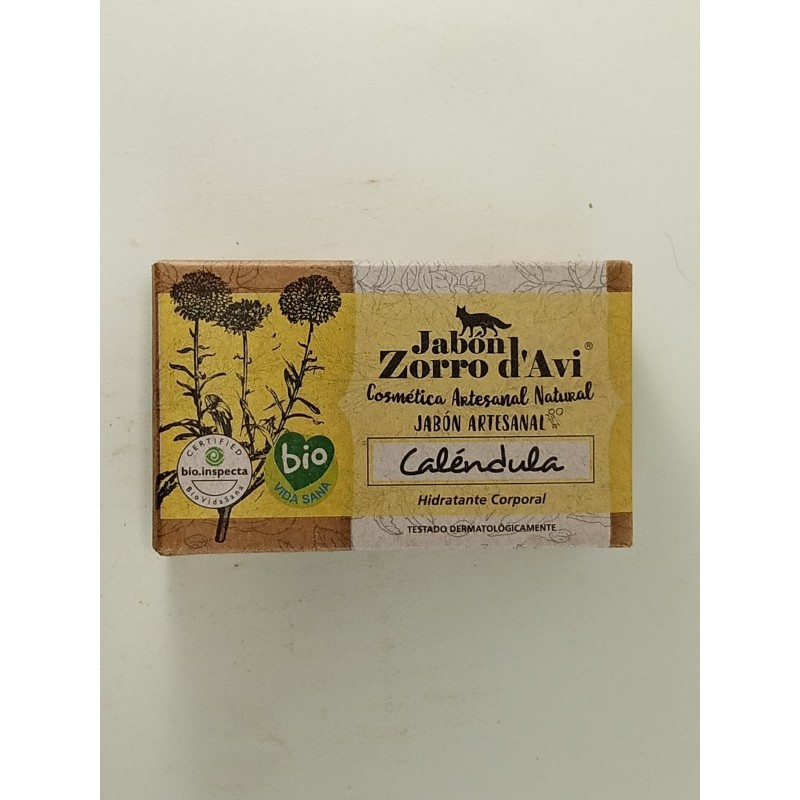 Jabón
Zorro d'Avi®
Cosmética Artesanal Natural
JABÓN ARTESANAL
Caléndula
Hidratante Corporal
TESTADO DERMATOLÓGICAMENTE
CERTIFIED
bio.inspecta
BioVidaSana
bio
VIDA SANA